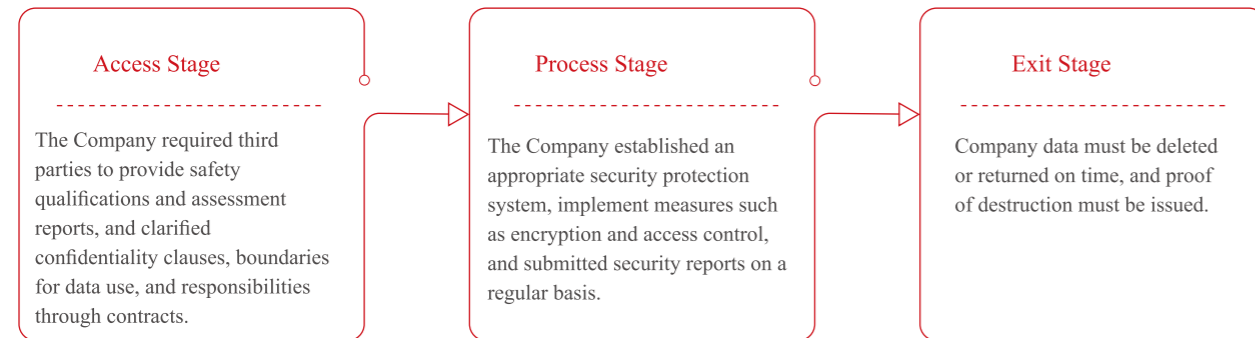 Access Stage
The Company required third
parties to provide safety
qualifications and assessment
reports, and clarified
confidentiality clauses, boundaries
for data use, and responsibilities
through contracts.
Process Stage
The Company established an
appropriate security protection
system, implement measures such
as encryption and access control,
and submitted security reports on a
regular basis.
Exit Stage
Company data must be deleted
or returned on time, and proof
of destruction must be issued.